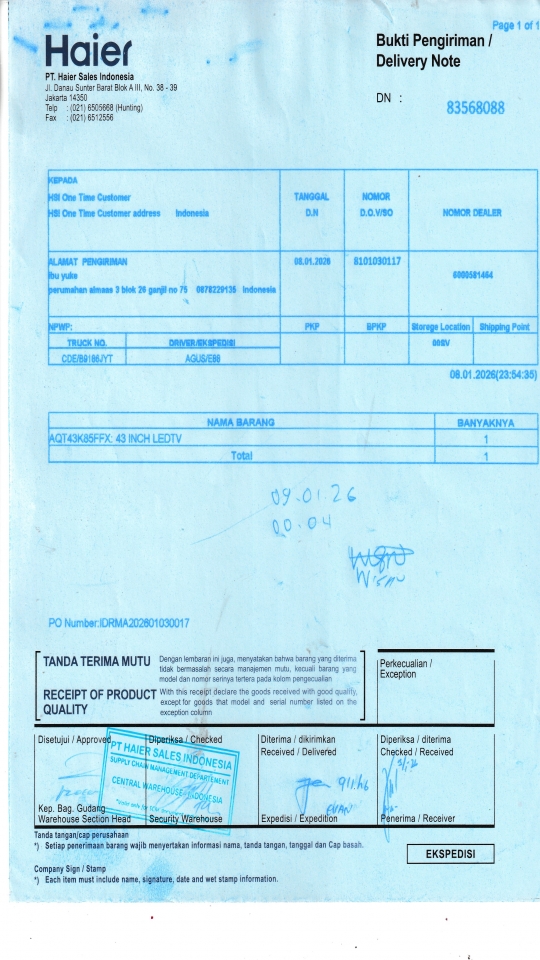 Page 1 of 1
Haier
Bukti Pengiriman /
Delivery Note
PT. Haier Sales Indonesia
Jl. Danau Sunter Barat Blok A III, No. 38 - 39
Jakarta 14350
Telp : (021) 6505668 (Hunting)
Fax : (021) 6512556
DN : 83568088
KEPADA
HSI One Time Customer
HSI One Time Customer address Indonesia
TANGGAL
D.N
NOMOR
D.O.V/SO
NOMOR DEALER
ALAMAT PENGIRIMAN
ibu yuke
perumahan almaas 3 blok 26 ganjil no 75 0878229135 Indonesia
08.01.2026
8101030117
6000581464
NPWP:
PKP
BPKP
Storage Location
Shipping Point
TRUCK NO.
DRIVER/EKSPEDISI
00SV
CDE/B9186JYT
AGUS/E66
08.01.2026(23:54:35)
NAMA BARANG BANYAKNYA
AQT43K85FFX: 43 INCH LEDTV 1
Total 1
09.01.26
00.04
Wisnu
PO Number:IDRMA202601030017
TANDA TERIMA MUTU
Dengan lembaran ini juga, menyatakan bahwa barang yang diterima
tidak bermasalah secara manajemen mutu, kecuali barang yang
model dan nomor serinya tertera pada kolom pengecualian
RECEIPT OF PRODUCT
QUALITY
With this receipt declare the goods received with good quality,
except for goods that model and serial number listed on the
exception column
Perkecualian /
Exception
Disetujui / Approved
Diperiksa / Checked
Diterima / dikirimkan
Received / Delivered
Diperiksa / diterima
Checked / Received
PT HAIER SALES INDONESIA
SUPPLY CHAIN MANAGEMENT DEPARTEMENT
CENTRAL WAREHOUSE - INDONESIA
Kep. Bag. Gudang
Warehouse Section Head
Security Warehouse
Expedisi / Expedition
Penerima / Receiver
Tanda tangan/cap perusahaan
*) Setiap penerimaan barang wajib menyertakan informasi nama, tanda tangan, tanggal dan Cap basah.
EKSPEDISI
Company Sign / Stamp
*) Each item must include name, signature, date and wet stamp information.